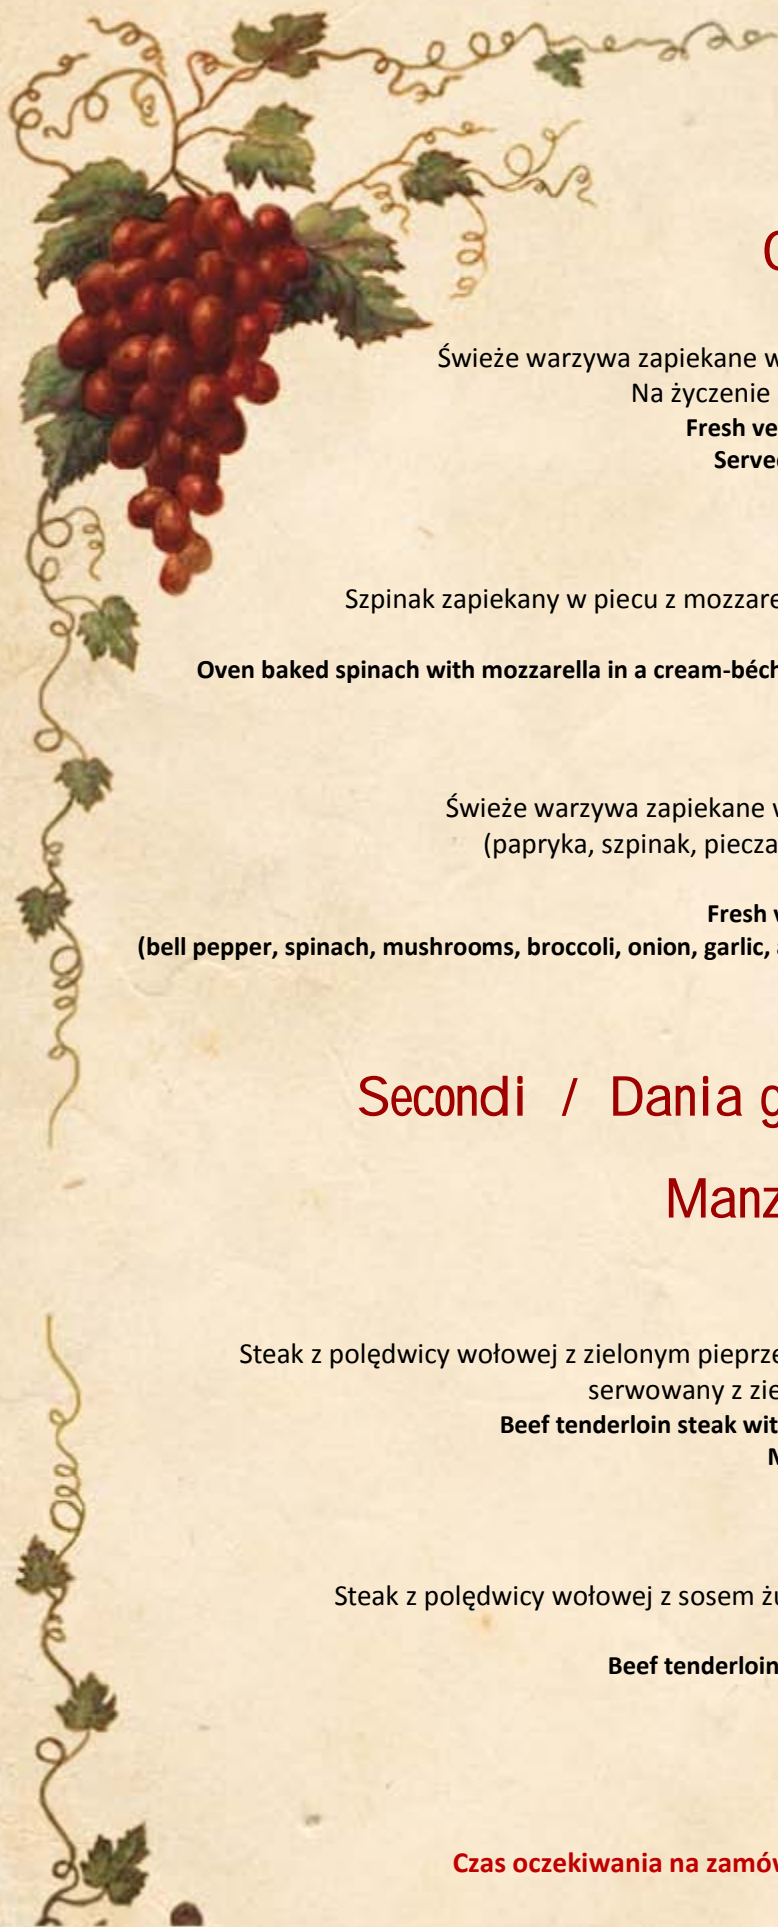 Świeże warzywa zapiekane w
Na życzenie
Fresh ve
Serve
Szpinak zapiekany w piecu z mozzare
Oven baked spinach with mozzarella in a cream-béch
Świeże warzywa zapiekane
(papryka, szpinak, piecza
Fresh
(bell pepper, spinach, mushrooms, broccoli, onion, garlic,
Secondi / Dania g
Manz
Steak z polędwicy wołowej z zielonym pieprze
serwowany z zie
Beef tenderloin steak wit
Steak z polędwicy wołowej z sosem żu
Beef tenderloin
Czas oczekiwania na zamów